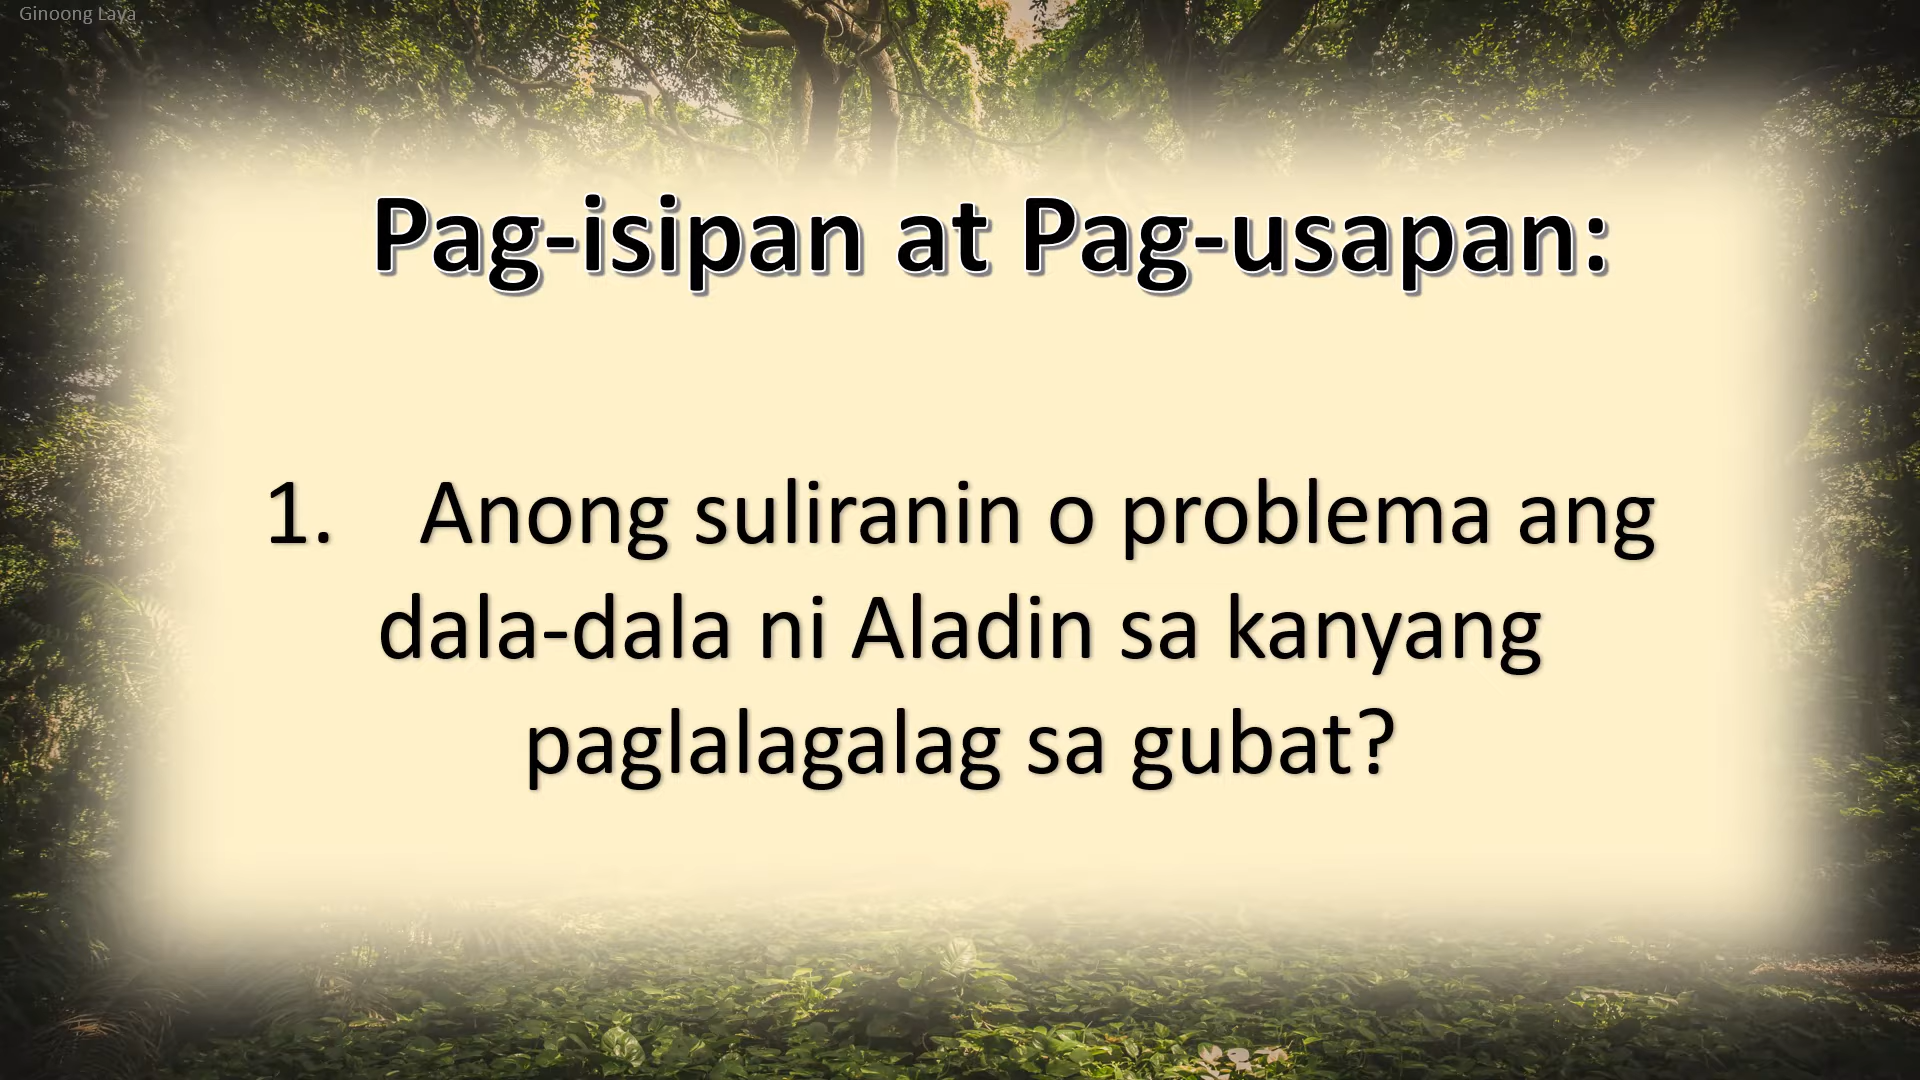 Ginoong Laya
Pag-isipan at Pag-usapan:
1. Anong suliranin o problema ang
dala-dala ni Aladin sa kanyang
paglalagalag sa gubat?